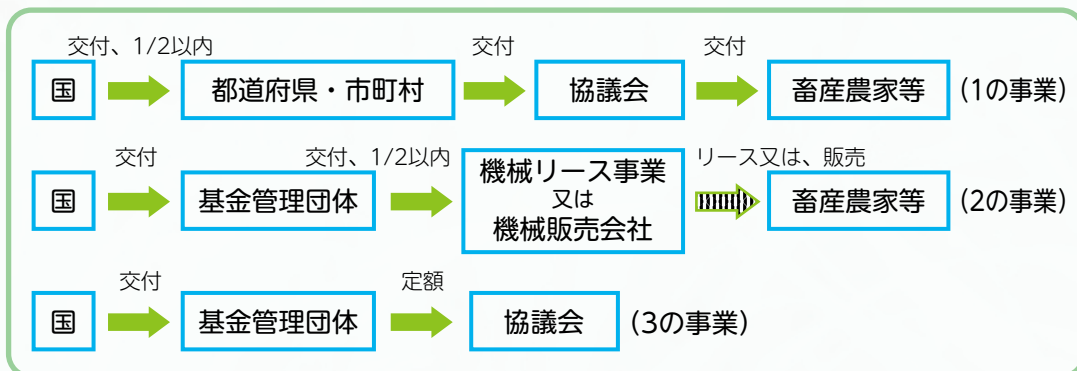 交付、1/2以内 交付 交付
国 都道府県・市町村 協議会 畜産農家等 (1の事業)
交付 交付、1/2以内 リース又は、販売
国 基金管理団体 機械リース事業
又は
機械販売会社 畜産農家等 (2の事業)
交付 定額
国 基金管理団体 協議会 (3の事業)